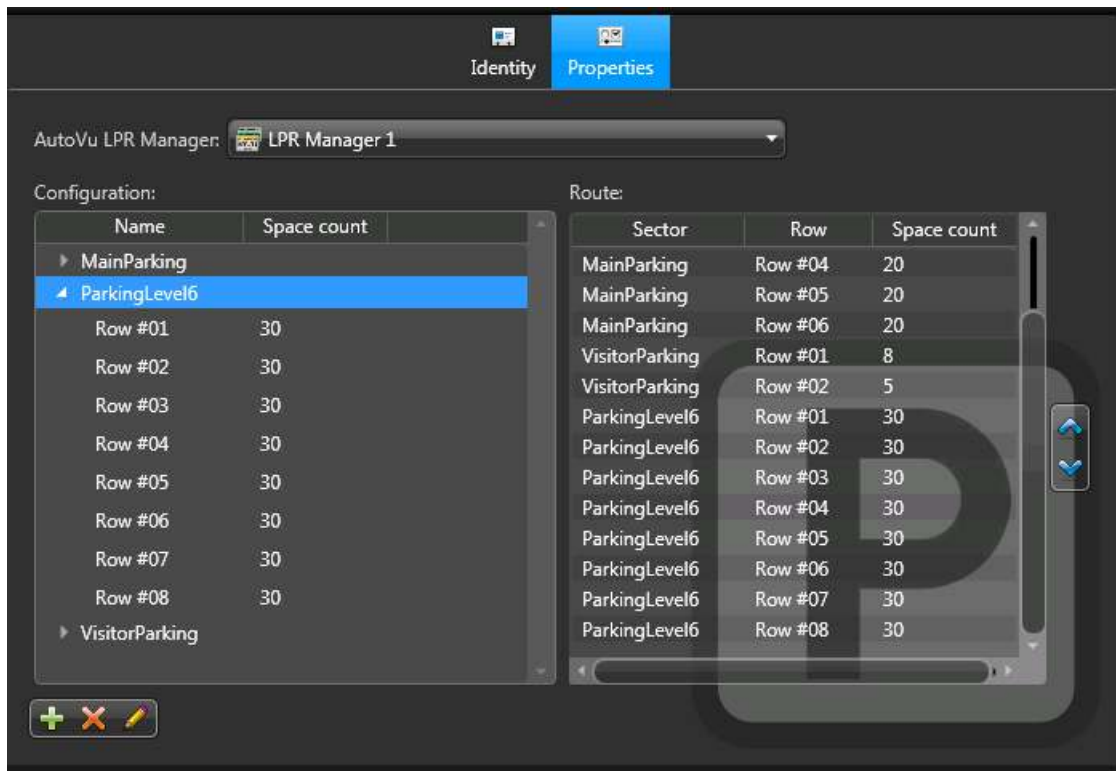 Identity Properties
AutoVu LPR Manager: LPR Manager 1
Configuration:
Name Space count
MainParking
ParkingLevel6
Row #01 30
Row #02 30
Row #03 30
Row #04 30
Row #05 30
Row #06 30
Row #07 30
Row #08 30
VisitorParking
Route:
Sector Row Space count
MainParking Row #04 20
MainParking Row #05 20
MainParking Row #06 20
VisitorParking Row #01 8
VisitorParking Row #02 5
ParkingLevel6 Row #01 30
ParkingLevel6 Row #02 30
ParkingLevel6 Row #03 30
ParkingLevel6 Row #04 30
ParkingLevel6 Row #05 30
ParkingLevel6 Row #06 30
ParkingLevel6 Row #07 30
ParkingLevel6 Row #08 30
P